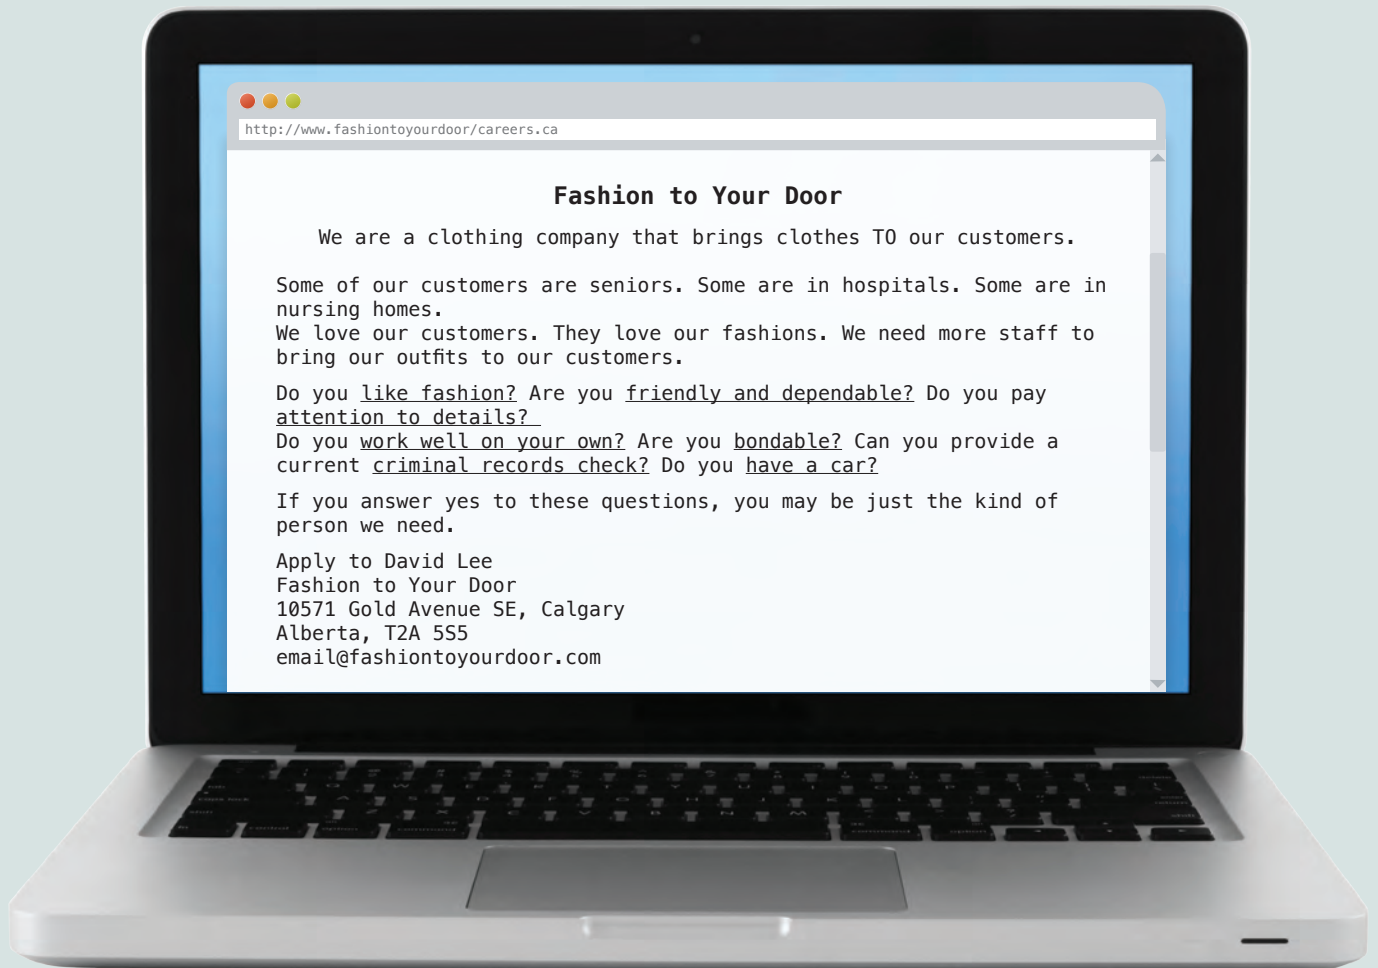 http://www.fashiontoyourdoor/careers.ca
Fashion to Your Door
We are a clothing company that brings clothes TO our customers.
Some of our customers are seniors. Some are in hospitals. Some are in
nursing homes.
We love our customers. They love our fashions. We need more staff to
bring our outfits to our customers.
Do you like fashion? Are you friendly and dependable? Do you pay
attention to details?
Do you work well on your own? Are you bondable? Can you provide a
current criminal records check? Do you have a car?
If you answer yes to these questions, you may be just the kind of
person we need.
Apply to David Lee
Fashion to Your Door
10571 Gold Avenue SE, Calgary
Alberta, T2A 5S5
email@fashiontoyourdoor.com